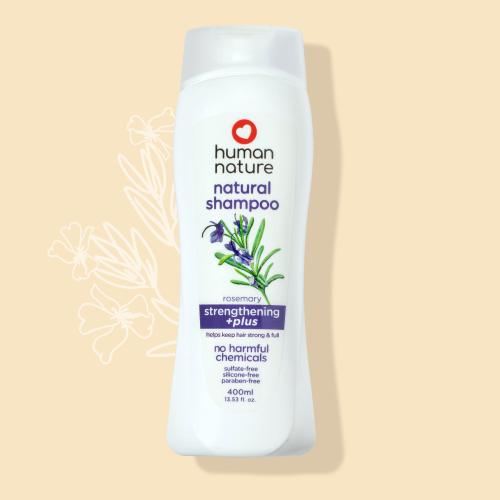 human
nature
natural
shampoo
rosemary
strengthening
+plus
helps keep hair strong & full
no harmful
chemicals
sulfate-free
silicone-free
paraben-free
400ml
13.53 fl. oz.